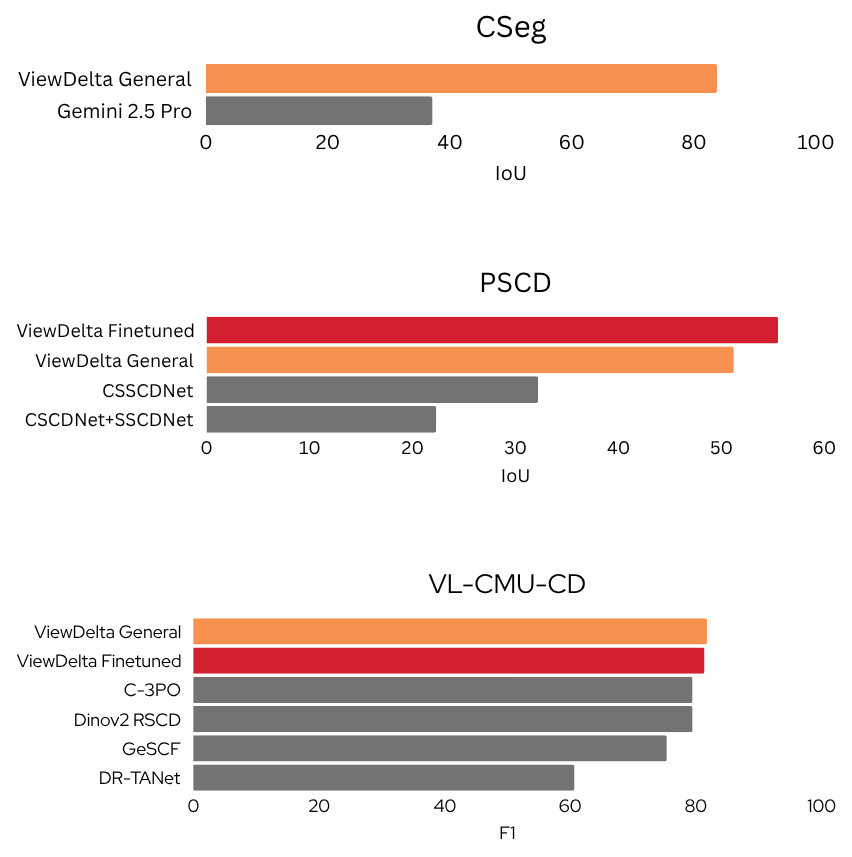 CSeg
ViewDelta General
Gemini 2.5 Pro
0 20 40 60 80 100
IoU
PSCD
ViewDelta Finetuned
ViewDelta General
CSSCDNet
CSCDNet+SSCDNet
0 10 20 30 40 50 60
IoU
VL-CMU-CD
ViewDelta General
ViewDelta Finetuned
C-3PO
Dinov2 RSCD
GeSCF
DR-TANet
0 20 40 60 80 100
F1